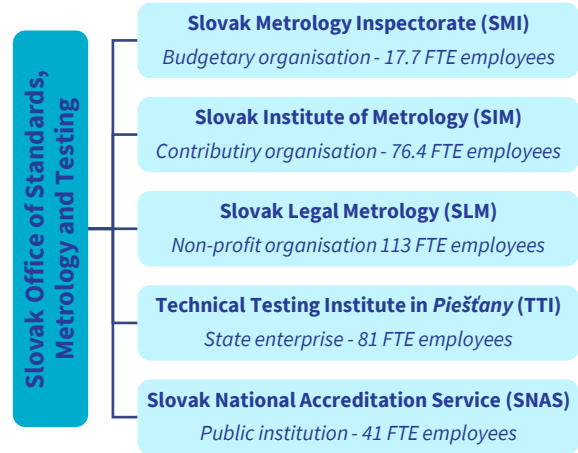 Slovak Office of Standards,
Metrology and Testing
Slovak Metrology Inspectorate (SMI)
Budgetary organisation - 17.7 FTE employees
Slovak Institute of Metrology (SIM)
Contributiry organisation - 76.4 FTE employees
Slovak Legal Metrology (SLM)
Non-profit organisation 113 FTE employees
Technical Testing Institute in Piešťany (TTI)
State enterprise - 81 FTE employees
Slovak National Accreditation Service (SNAS)
Public institution - 41 FTE employees